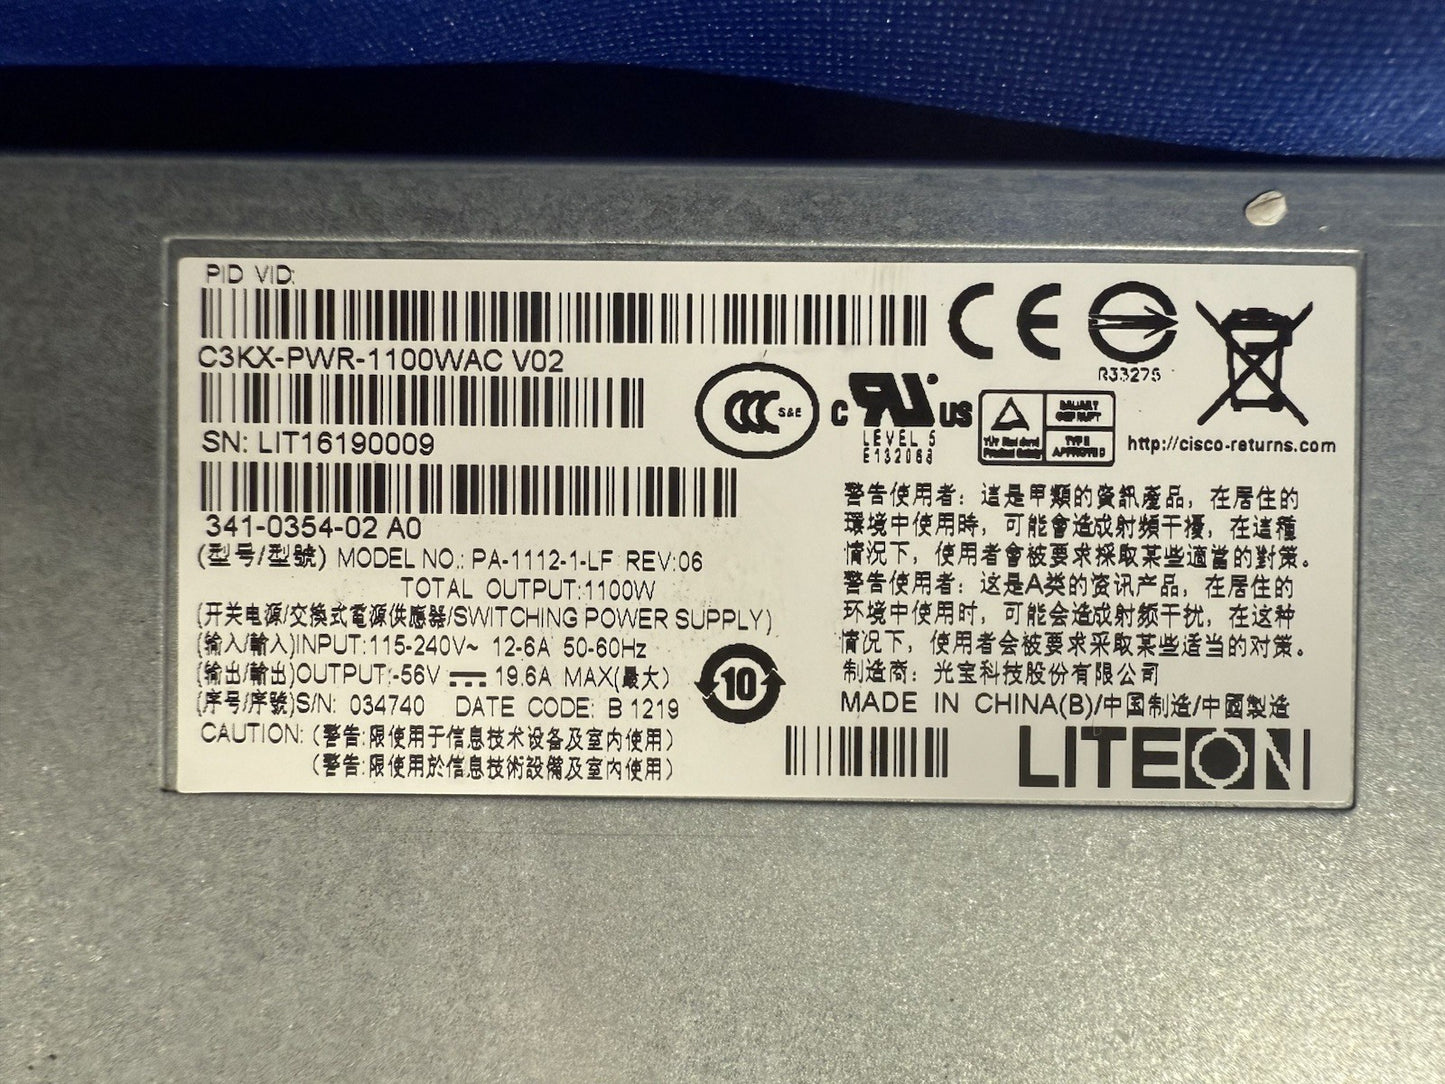 PID VID:
C3KX-PWR-1100WAC V02
SN: LIT16190009
341-0354-02 A0
(型号/型號) MODEL NO.: PA-1112-1-LF REV:06
TOTAL OUTPUT:1100W
(开关电源/交換式電源供應器/SWITCHING POWER SUPPLY)
(输入/輸入)INPUT:115-240V~ 12-6A 50-60Hz
(输出/輸出)OUTPUT:-56V 19.6A MAX(最大)
(序号/序號)S/N: 034740 DATE CODE: B 1219
CAUTION: (警告:限使用于信息技术设备及室内使用)
(警告:限使用於信息技術設備及室內使用)
CE
R33275
CCC S&E
C RU US
LEVEL 5
E132068
TYPE
APPROVED
http://cisco-returns.com
警告使用者: 這是甲類的資訊產品, 在居住的
環境中使用時, 可能會造成射頻干擾, 在這種
情況下, 使用者會被要求採取某些適當的對策。
警告使用者: 这是A类的资讯产品, 在居住的
环境中使用时, 可能会造成射频干扰, 在这种
情况下, 使用者会被要求采取某些适当的对策。
制造商: 光宝科技股份有限公司
MADE IN CHINA(B)/中国制造/中國製造
10
LITEON